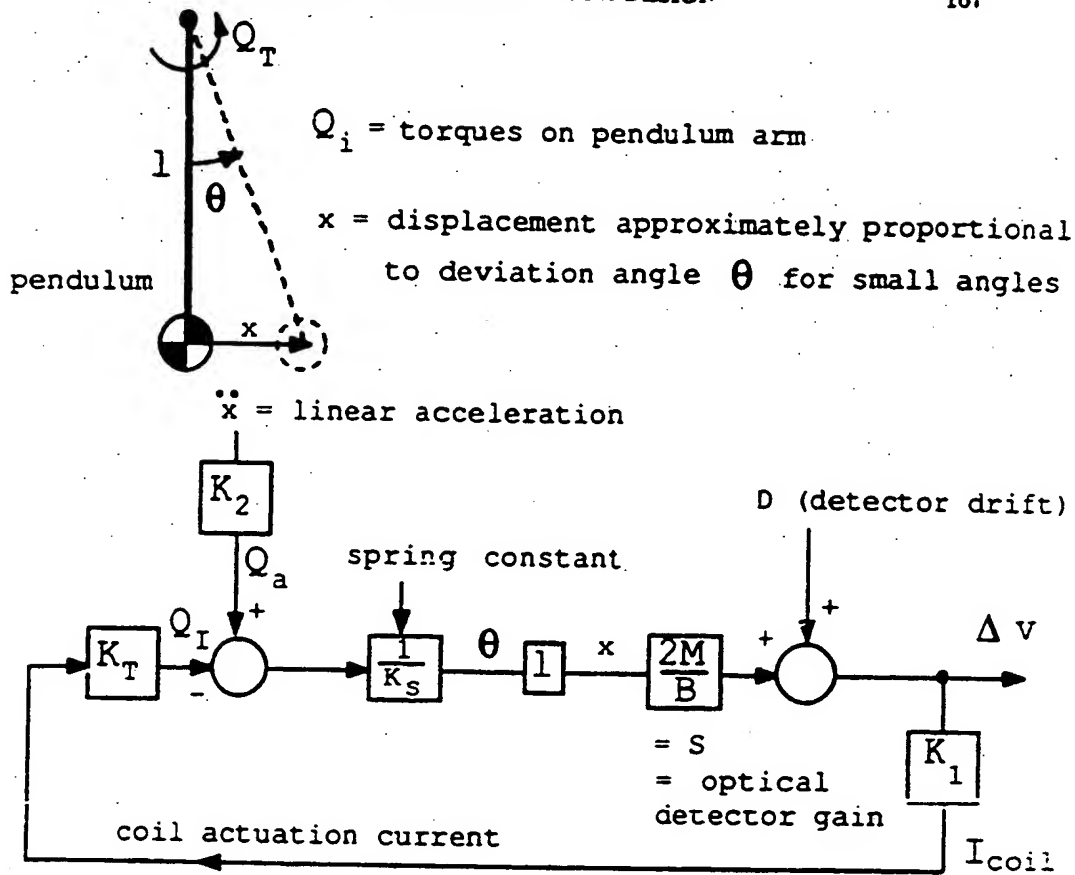 Q_T
Q_i = torques on pendulum arm
l
θ
x = displacement approximately proportional
to deviation angle θ for small angles
pendulum
x
ẍ = linear acceleration
K_2
D (detector drift)
Q_a
spring constant
+
+
Q_I
θ
x
+
Δ V
K_T
1/K_S
l
2M/B
-
= S
= optical
detector gain
K_1
coil actuation current
I_coil